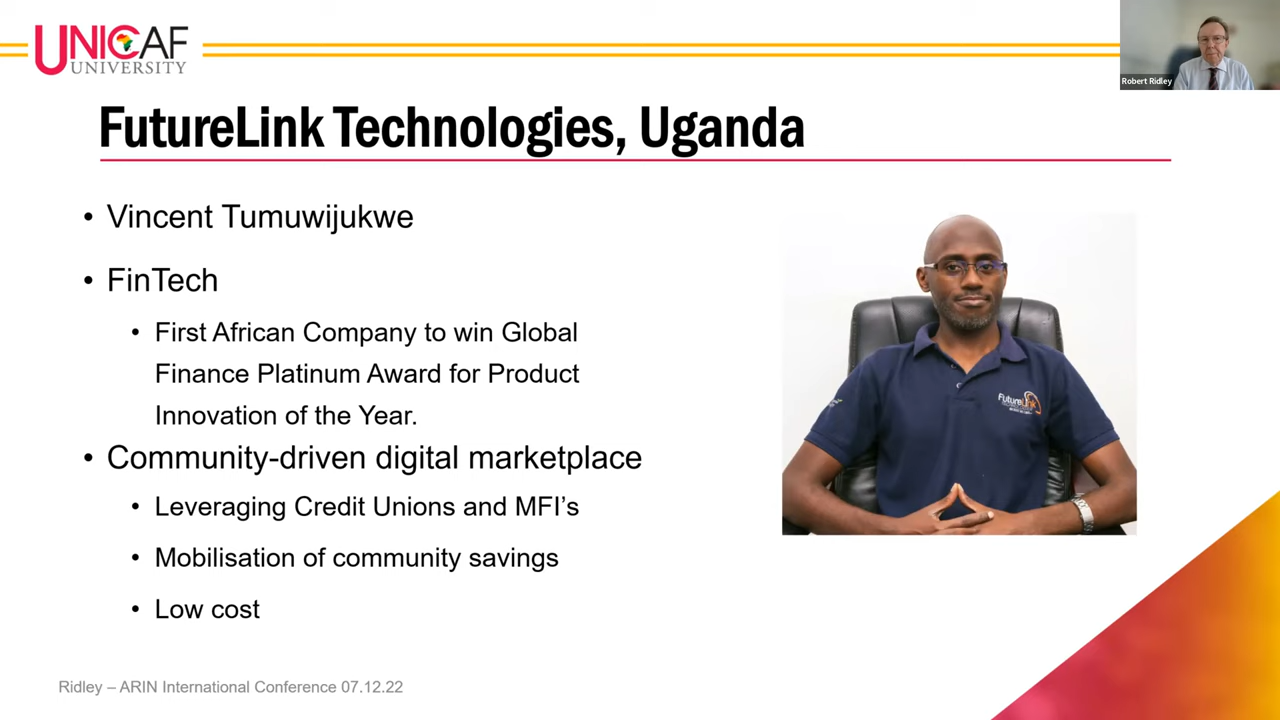 UNICAF
UNIVERSITY
Robert Ridley
FutureLink Technologies, Uganda
• Vincent Tumuwijukwe
• FinTech
• First African Company to win Global
Finance Platinum Award for Product
Innovation of the Year.
• Community-driven digital marketplace
• Leveraging Credit Unions and MFI's
• Mobilisation of community savings
• Low cost
FutureLink
Ridley – ARIN International Conference 07.12.22